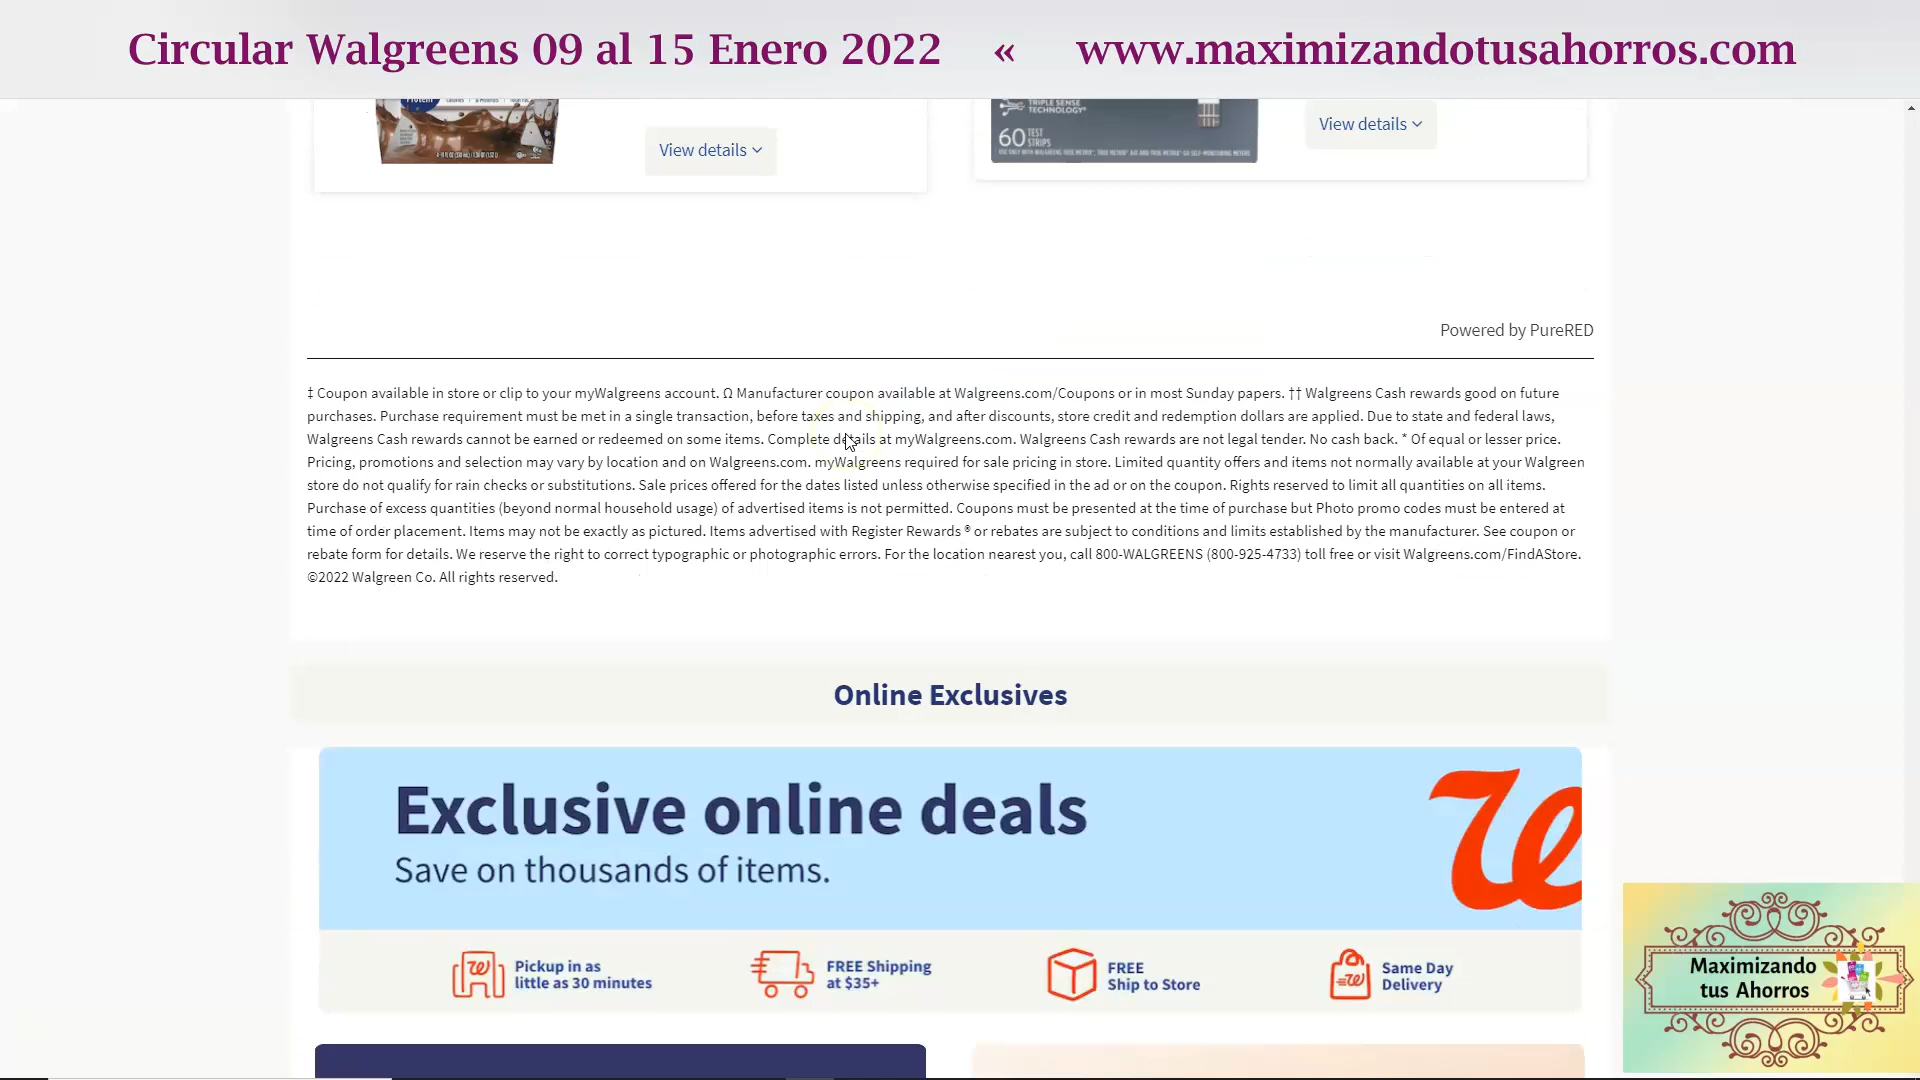 Circular Walgreens 09 al 15 Enero 2022 « www.maximizandotusahorros.com
Protein
TRIPLE SENSE
TECHNOLOGY®
60 TEST
STRIPS
View details
View details
Powered by PureRED
‡ Coupon available in store or clip to your myWalgreens account. Ω Manufacturer coupon available at Walgreens.com/Coupons or in most Sunday papers. †† Walgreens Cash rewards good on future
purchases. Purchase requirement must be met in a single transaction, before taxes and shipping, and after discounts, store credit and redemption dollars are applied. Due to state and federal laws,
Walgreens Cash rewards cannot be earned or redeemed on some items. Complete details at myWalgreens.com. Walgreens Cash rewards are not legal tender. No cash back. * Of equal or lesser price.
Pricing, promotions and selection may vary by location and on Walgreens.com. myWalgreens required for sale pricing in store. Limited quantity offers and items not normally available at your Walgreen
store do not qualify for rain checks or substitutions. Sale prices offered for the dates listed unless otherwise specified in the ad or on the coupon. Rights reserved to limit all quantities on all items.
Purchase of excess quantities (beyond normal household usage) of advertised items is not permitted. Coupons must be presented at the time of purchase but Photo promo codes must be entered at
time of order placement. Items may not be exactly as pictured. Items advertised with Register Rewards ® or rebates are subject to conditions and limits established by the manufacturer. See coupon or
rebate form for details. We reserve the right to correct typographic or photographic errors. For the location nearest you, call 800-WALGREENS (800-925-4733) toll free or visit Walgreens.com/FindAStore.
©2022 Walgreen Co. All rights reserved.
Online Exclusives
Exclusive online deals
Save on thousands of items.
Pickup in as
little as 30 minutes
FREE Shipping
at $35+
FREE
Ship to Store
Same Day
Delivery
Maximizando
tus Ahorros